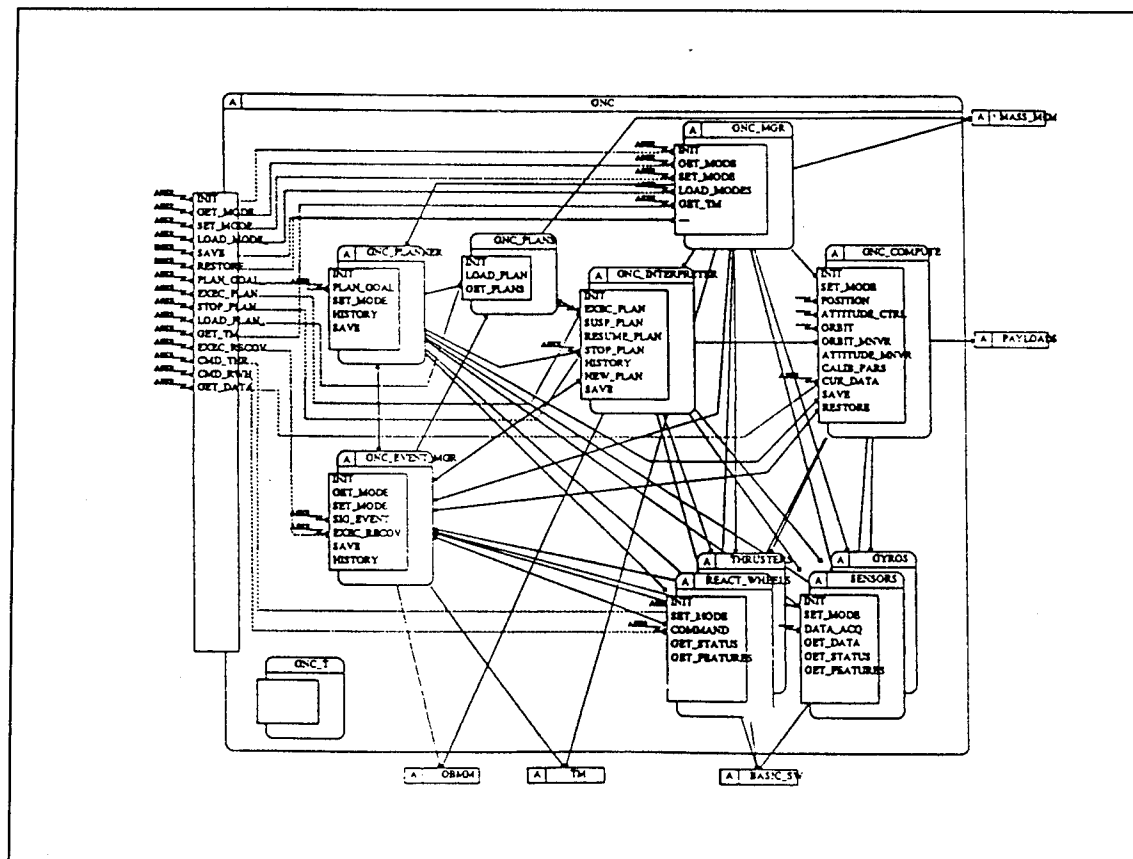 A GNC
A MASS_MGM
A GNC_MGR
INIT
GET_MODE
SET_MODE
LOAD_MODES
GET_TM
INIT
GET_MODE
SET_MODE
LOAD_MODE
SAVE
RESTORE
PLAN_GOAL
EXEC_PLAN
STOP_PLAN
LOAD_PLAN
GET_TM
EXEC_RECOV
CMD_THR
CMD_RWH
GET_DATA
A GNC_PLANNER
INIT
PLAN_GOAL
SET_MODE
HISTORY
SAVE
A GNC_PLANS
INIT
LOAD_PLAN
GET_PLANS
A GNC_INTERPRETER
INIT
EXEC_PLAN
SUSP_PLAN
RESUME_PLAN
STOP_PLAN
HISTORY
NEW_PLAN
SAVE
A GNC_COMPUTE
INIT
SET_MODE
POSITION
ATTITUDE_CTRL
ORBIT
ORBIT_MNVR
ATTITUDE_MNVR
CALIB_PARS
CUR_DATA
SAVE
RESTORE
A PAYLOADS
A GNC_EVENT_MGR
INIT
GET_MODE
SET_MODE
SIG_EVENT
EXEC_RECOV
SAVE
HISTORY
A THRUSTERS
A REACT_WHEELS
INIT
SET_MODE
COMMAND
GET_STATUS
GET_FEATURES
A GYROS
A SENSORS
INIT
SET_MODE
DATA_ACQ
GET_DATA
GET_STATUS
GET_FEATURES
GNC_T
A OBMM
A TM
A BASIC_SW